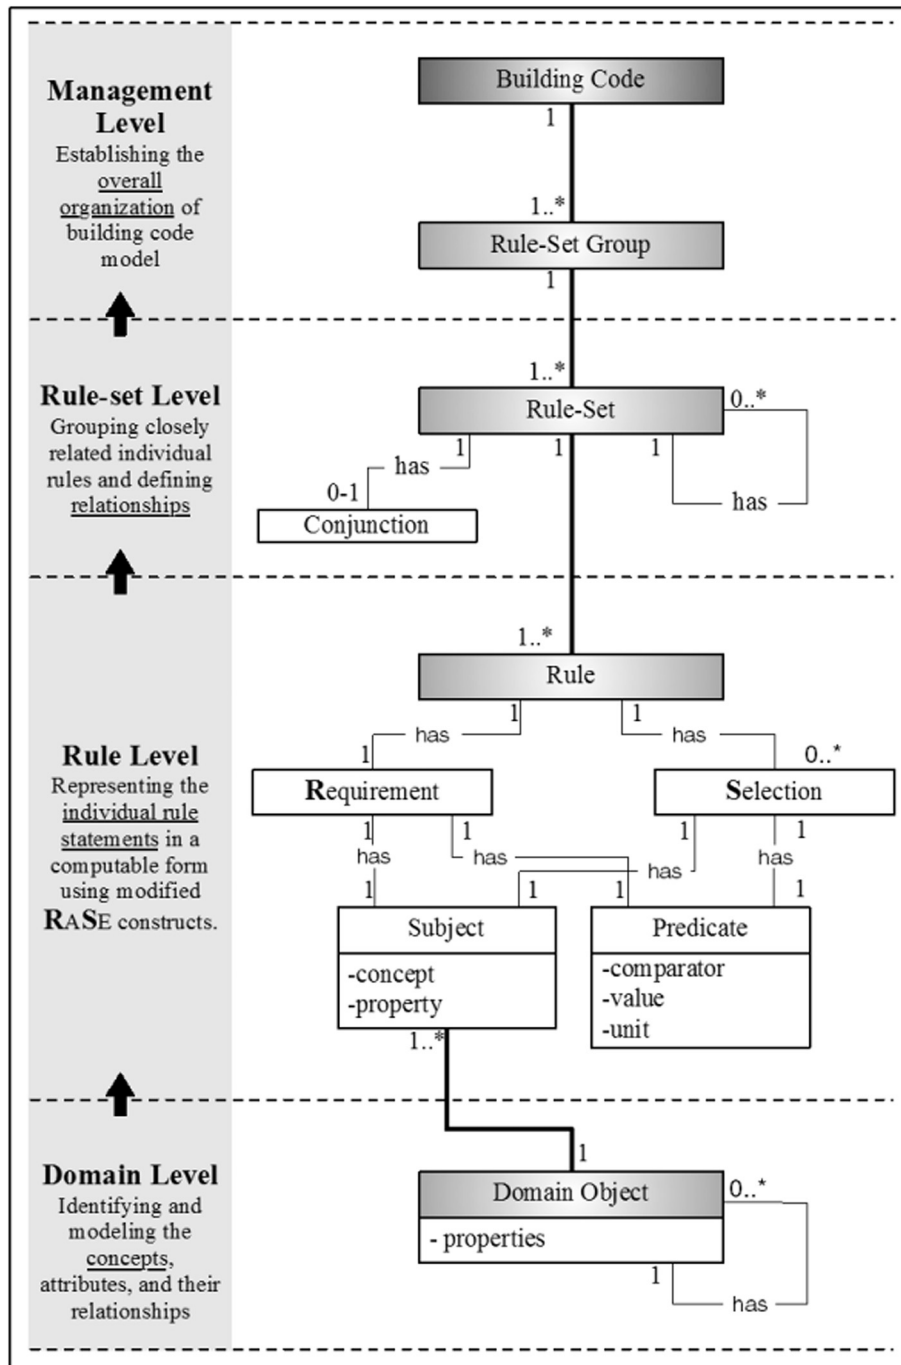 Management
Level
Establishing the
overall
organization of
building code
model
Building Code
1
1..*
Rule-Set Group
1
Rule-set Level
Grouping closely
related individual
rules and defining
relationships
1..*
Rule-Set
0..*
1
1
1
has
has
0-1
Conjunction
Rule Level
Representing the
individual rule
statements in a
computable form
using modified
RASE constructs.
1..*
Rule
1
1
has
has
1
0..*
Requirement
Selection
1
1
1
1
has
has
has
has
1
1
1
1
Subject
-concept
-property
Predicate
-comparator
-value
-unit
1..*
Domain Level
Identifying and
modeling the
concepts,
attributes, and their
relationships
1
Domain Object
- properties
0..*
1
has